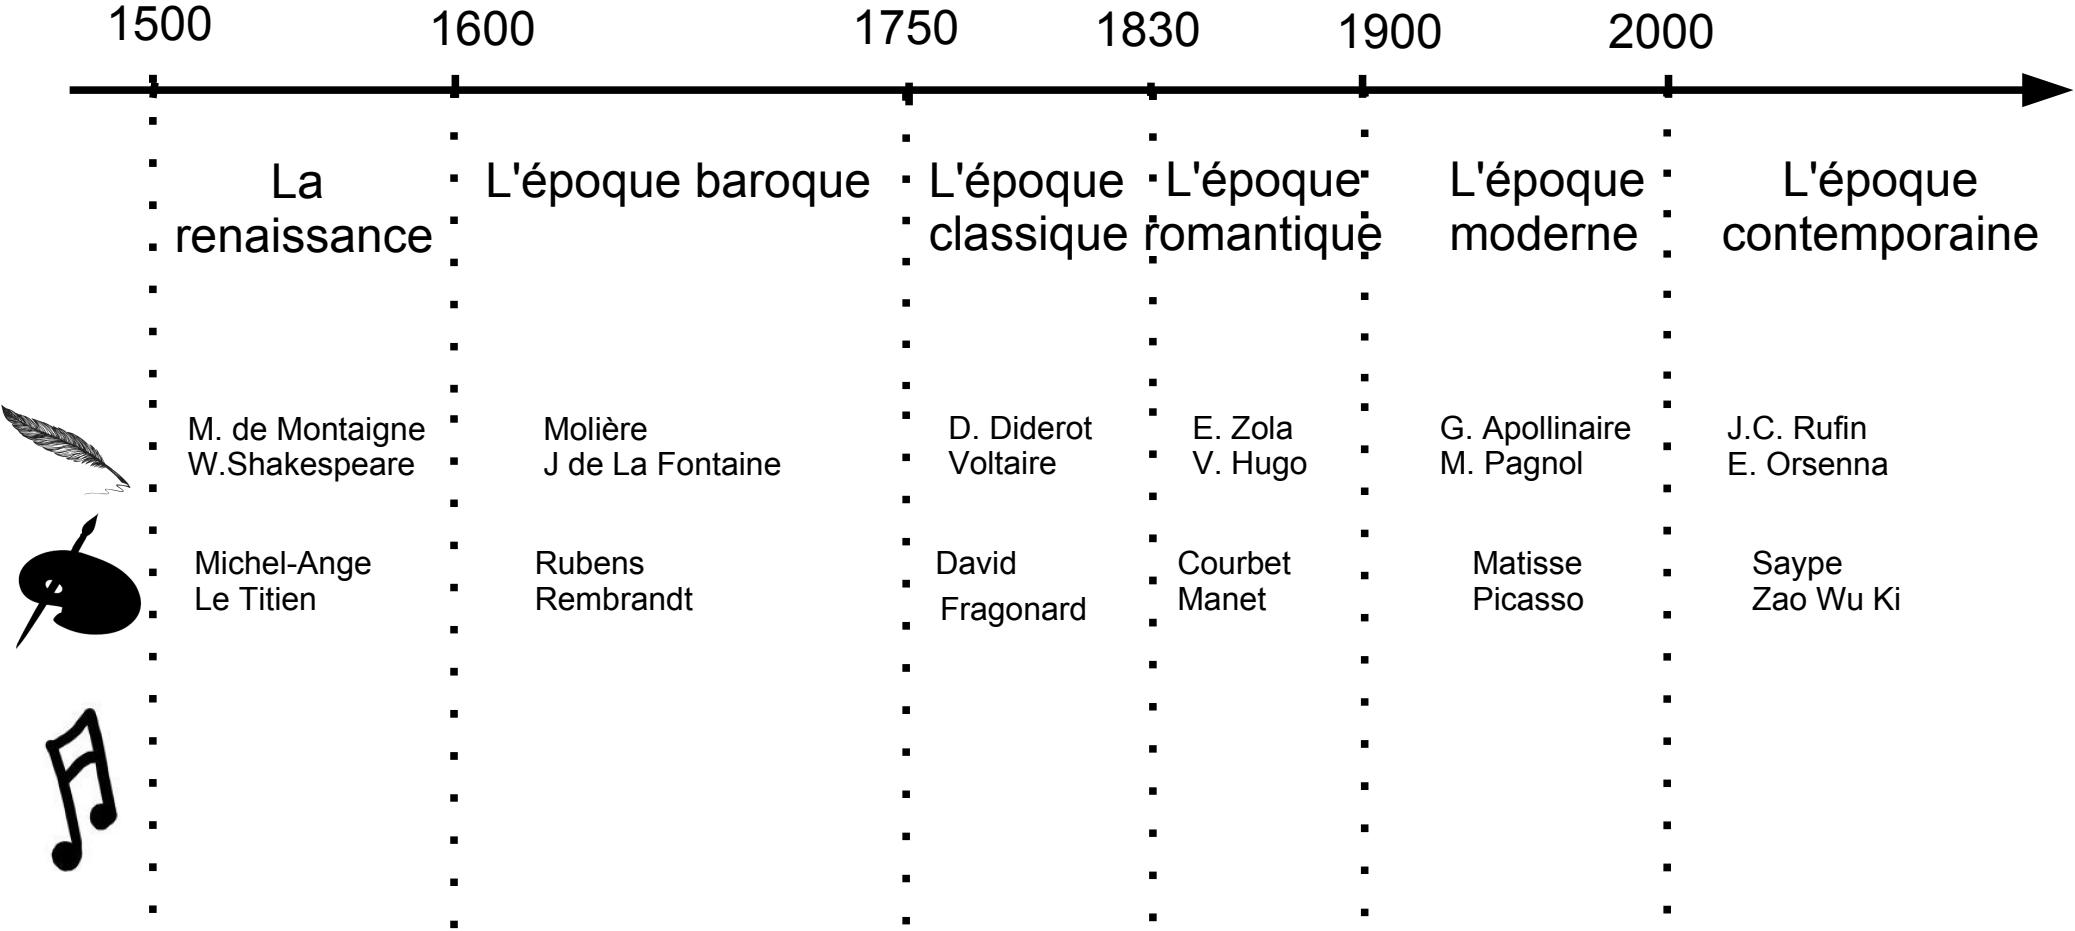 1500
1600
1750
1830
1900
2000
La
renaissance
L'époque baroque
L'époque
classique
L'époque
romantique
L'époque
moderne
L'époque
contemporaine
M. de Montaigne
W.Shakespeare
Molière
J de La Fontaine
D. Diderot
Voltaire
E. Zola
V. Hugo
G. Apollinaire
M. Pagnol
J.C. Rufin
E. Orsenna
Michel-Ange
Le Titien
Rubens
Rembrandt
David
Fragonard
Courbet
Manet
Matisse
Picasso
Saype
Zao Wu Ki